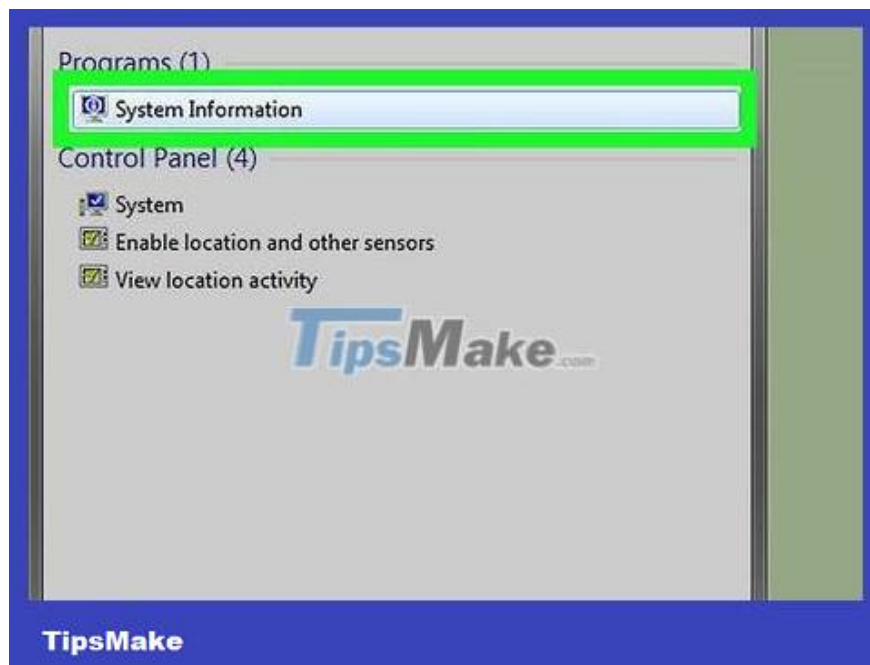 Programs (1)
System Information
Control Panel (4)
System
Enable location and other sensors
View location activity
TipsMake.com
TipsMake